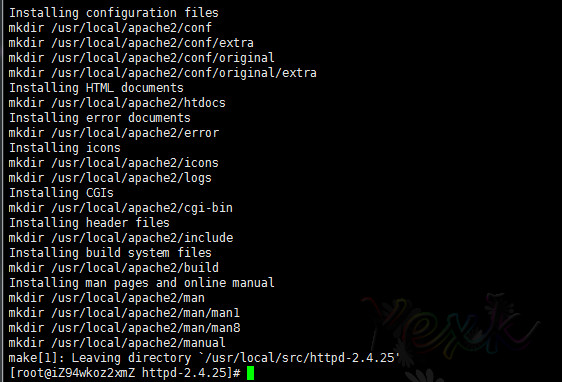 Installing configuration files
mkdir /usr/local/apache2/conf
mkdir /usr/local/apache2/conf/extra
mkdir /usr/local/apache2/conf/original
mkdir /usr/local/apache2/conf/original/extra
Installing HTML documents
mkdir /usr/local/apache2/htdocs
Installing error documents
mkdir /usr/local/apache2/error
Installing icons
mkdir /usr/local/apache2/icons
mkdir /usr/local/apache2/logs
Installing CGIs
mkdir /usr/local/apache2/cgi-bin
Installing header files
mkdir /usr/local/apache2/include
Installing build system files
mkdir /usr/local/apache2/build
Installing man pages and online manual
mkdir /usr/local/apache2/man
mkdir /usr/local/apache2/man/man1
mkdir /usr/local/apache2/man/man8
mkdir /usr/local/apache2/manual
make[1]: Leaving directory `/usr/local/src/httpd-2.4.25'
[root@iZ94wkoz2xmZ httpd-2.4.25]#